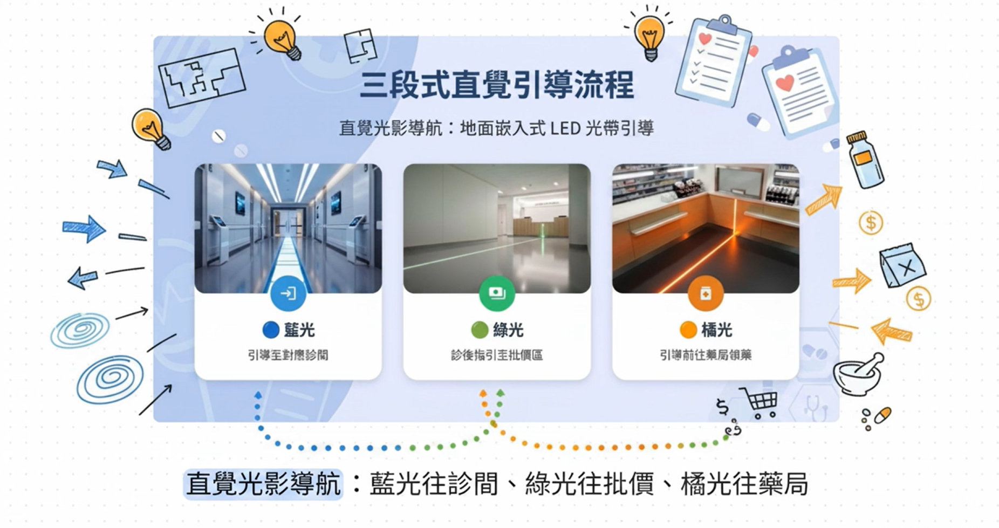 三段式直覺引導流程
直覺光影導航：地面嵌入式 LED 光帶引導
藍光
綠光
橘光
引導至對應診間
診後指引至批價區
引導前往藥局領藥
直覺光影導航：藍光往診間、綠光往批價、橘光往藥局